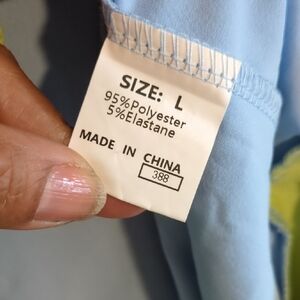 SIZE: L
95%Polyester
5%Elastane
MADE IN CHINA
388